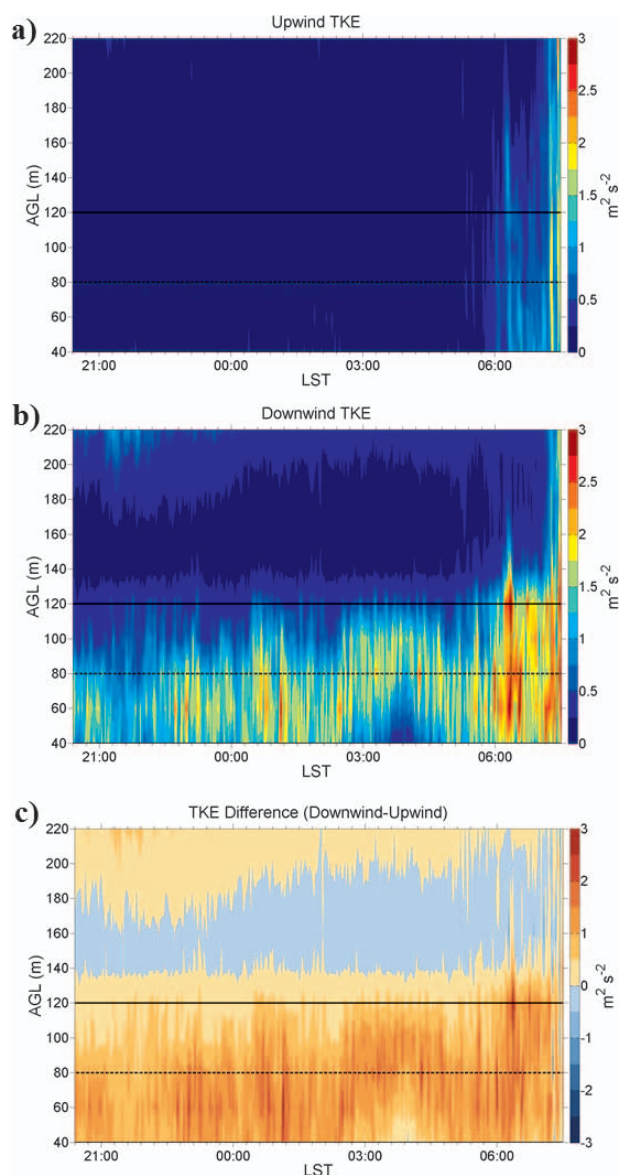 a)
Upwind TKE
220
200
180
160
140
120
100
80
60
40
AGL (m)
21:00 00:00 03:00 06:00
LST
3
2.5
2
1.5
1
0.5
0
m² s⁻²
b)
Downwind TKE
220
200
180
160
140
120
100
80
60
40
AGL (m)
21:00 00:00 03:00 06:00
LST
3
2.5
2
1.5
1
0.5
0
m² s⁻²
c)
TKE Difference (Downwind-Upwind)
220
200
180
160
140
120
100
80
60
40
AGL (m)
21:00 00:00 03:00 06:00
LST
3
2
1
0
-1
-2
-3
m² s⁻²